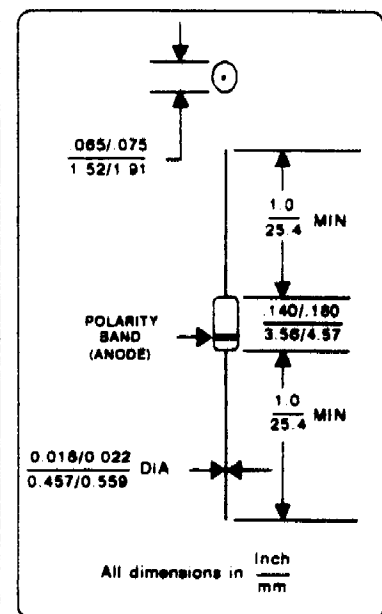 .065/.075
1.52/1.91
1.0
25.4 MIN
.140/.180
3.56/4.57
POLARITY
BAND
(ANODE)
1.0
25.4 MIN
0.018/0.022
0.457/0.559 DIA
All dimensions in Inch
mm